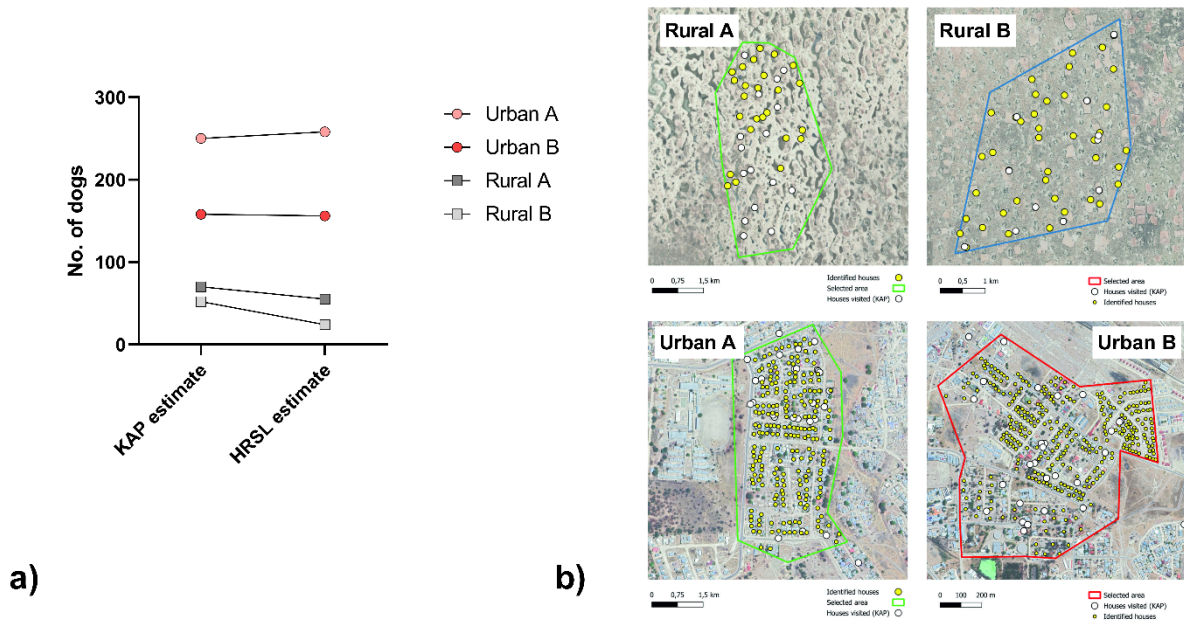 300
200
100
0
No. of dogs
KAP estimate
HRSL estimate
Urban A
Urban B
Rural A
Rural B
a)
b)
Rural A
0 0,75 1,5 km
Identified houses
Selected area
Houses visited (KAP)
Rural B
0 0,5 1 km
Selected area
Houses visited (KAP)
Identified houses
Urban A
0 0,75 1,5 km
Identified houses
Selected area
Houses visited (KAP)
Urban B
0 100 200 m
Selected area
Houses visited (KAP)
Identified houses